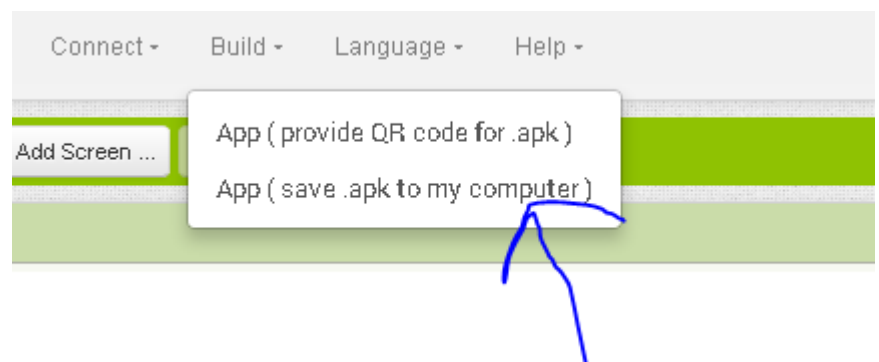 Connect Build Language Help
Add Screen ...
App ( provide QR code for .apk )
App ( save .apk to my computer )